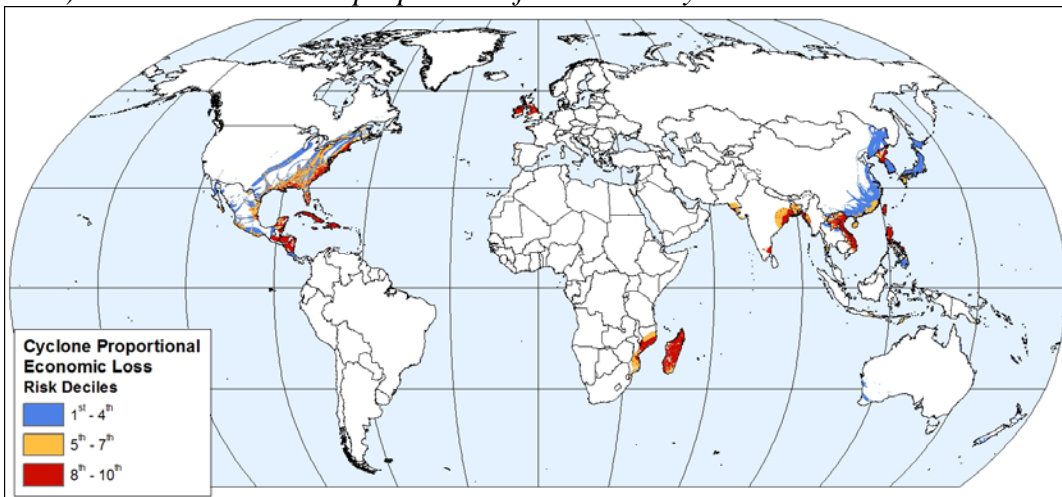 Cyclone Proportional
Economic Loss
Risk Deciles
1st - 4th
5th - 7th
8th - 10th